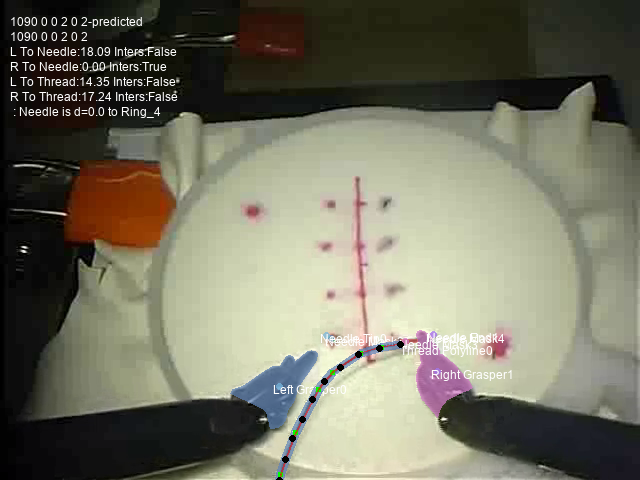 1090 0 0 2 0 2-predicted
1090 0 0 2 0 2
L To Needle:18.09 Inters:False
R To Needle:0.00 Inters:True
L To Thread:14.35 Inters:False
R To Thread:17.24 Inters:False
: Needle is d=0.0 to Ring_4
Thread Polyline0
Right Grasper1
Left Grasper0